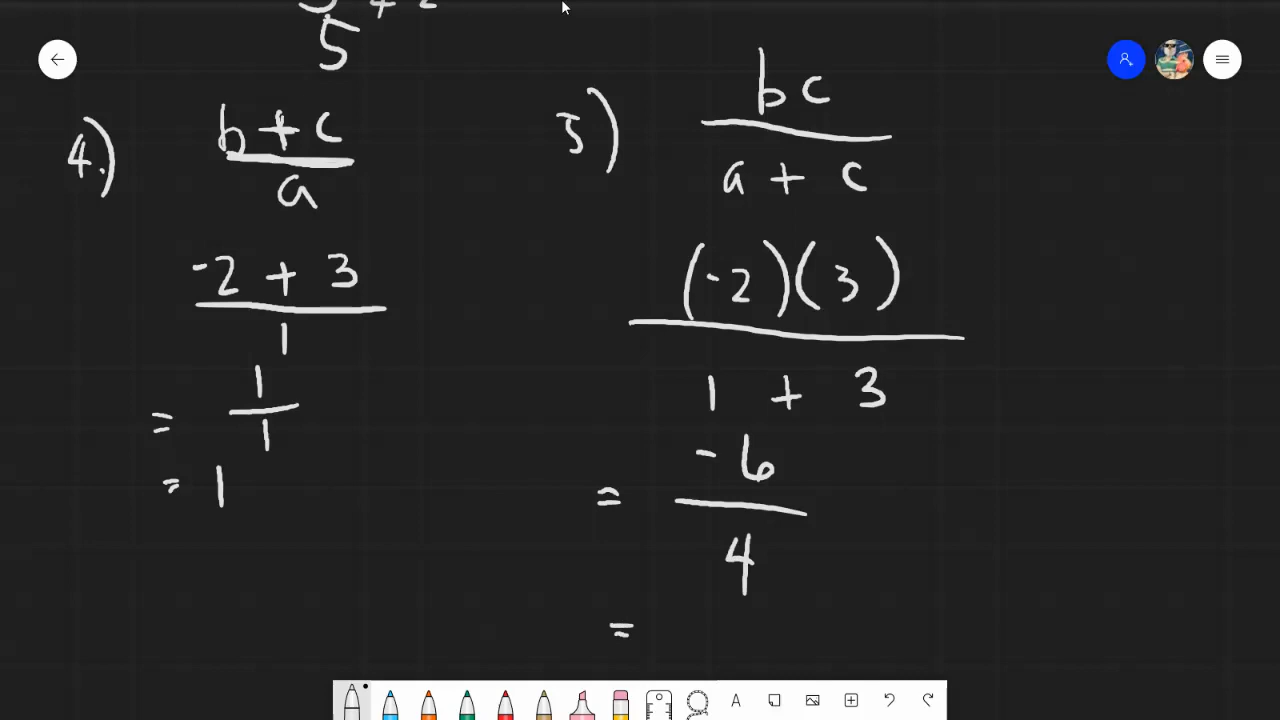 5
4.)
b + c
a
-2 + 3
1
= 1
1
= 1
5)
bc
a + c
(-2)(3)
1 + 3
= -6
4
=
A